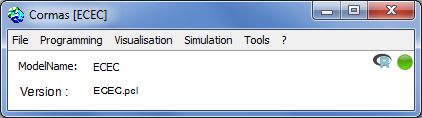 Cormas [ECEC]
File Programming Visualisation Simulation Tools ?
ModelName: ECEC
Version : ECEC.pcl